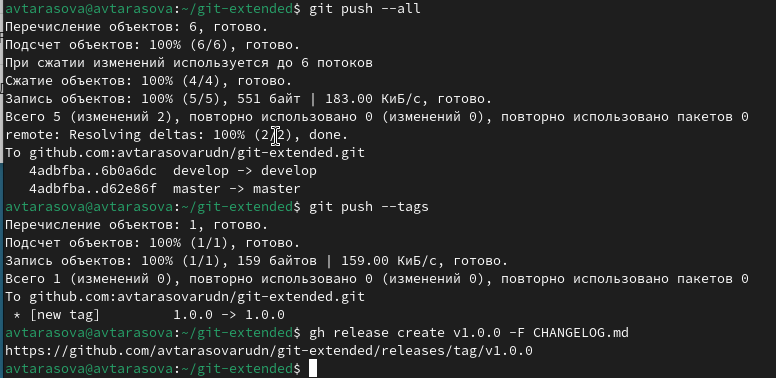 avtarasova@avtarasova:~/git-extended$ git push --all
Перечисление объектов: 6, готово.
Подсчет объектов: 100% (6/6), готово.
При сжатии изменений используется до 6 потоков
Сжатие объектов: 100% (4/4), готово.
Запись объектов: 100% (5/5), 551 байт | 183.00 КиБ/с, готово.
Всего 5 (изменений 2), повторно использовано 0 (изменений 0), повторно использовано пакетов 0
remote: Resolving deltas: 100% (2/2), done.
To github.com:avtarasovarudn/git-extended.git
   4adbfba..6b0a6dc  develop -> develop
   4adbfba..d62e86f  master -> master
avtarasova@avtarasova:~/git-extended$ git push --tags
Перечисление объектов: 1, готово.
Подсчет объектов: 100% (1/1), готово.
Запись объектов: 100% (1/1), 159 байтов | 159.00 КиБ/с, готово.
Всего 1 (изменений 0), повторно использовано 0 (изменений 0), повторно использовано пакетов 0
To github.com:avtarasovarudn/git-extended.git
 * [new tag]         1.0.0 -> 1.0.0
avtarasova@avtarasova:~/git-extended$ gh release create v1.0.0 -F CHANGELOG.md
https://github.com/avtarasovarudn/git-extended/releases/tag/v1.0.0
avtarasova@avtarasova:~/git-extended$